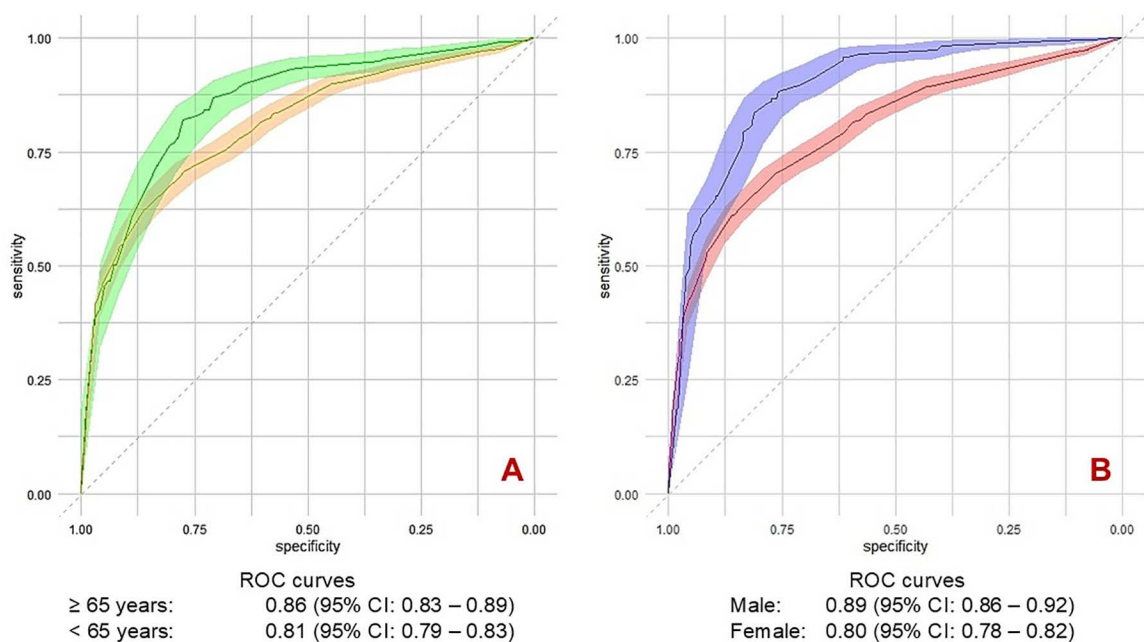 1.00
0.75
0.50
0.25
0.00
sensitivity
1.00 0.75 0.50 0.25 0.00
specificity
A
ROC curves
≥ 65 years: 0.86 (95% CI: 0.83 – 0.89)
< 65 years: 0.81 (95% CI: 0.79 – 0.83)
1.00
0.75
0.50
0.25
0.00
sensitivity
1.00 0.75 0.50 0.25 0.00
specificity
B
ROC curves
Male: 0.89 (95% CI: 0.86 – 0.92)
Female: 0.80 (95% CI: 0.78 – 0.82)